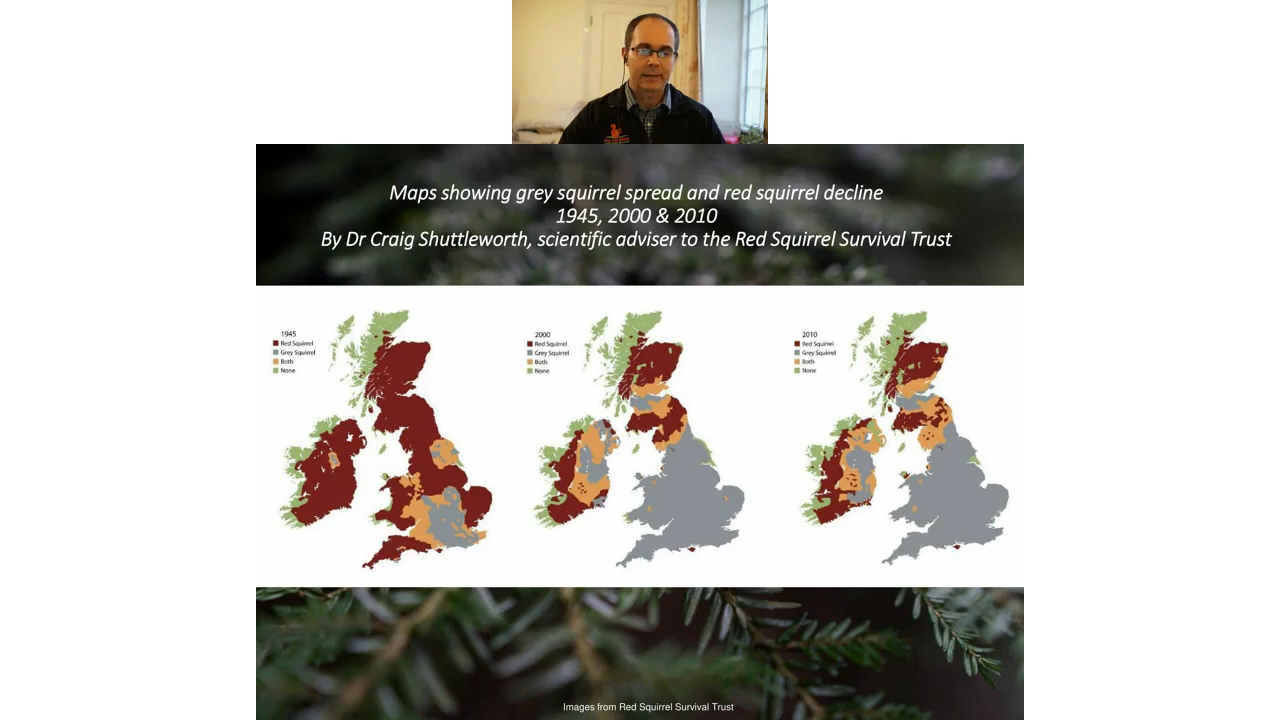 Maps showing grey squirrel spread and red squirrel decline
1945, 2000 & 2010
By Dr Craig Shuttleworth, scientific adviser to the Red Squirrel Survival Trust
1945
Red Squirrel
Grey Squirrel
Both
None
2000
Red Squirrel
Grey Squirrel
Both
None
2010
Red Squirrel
Grey Squirrel
Both
None
Images from Red Squirrel Survival Trust